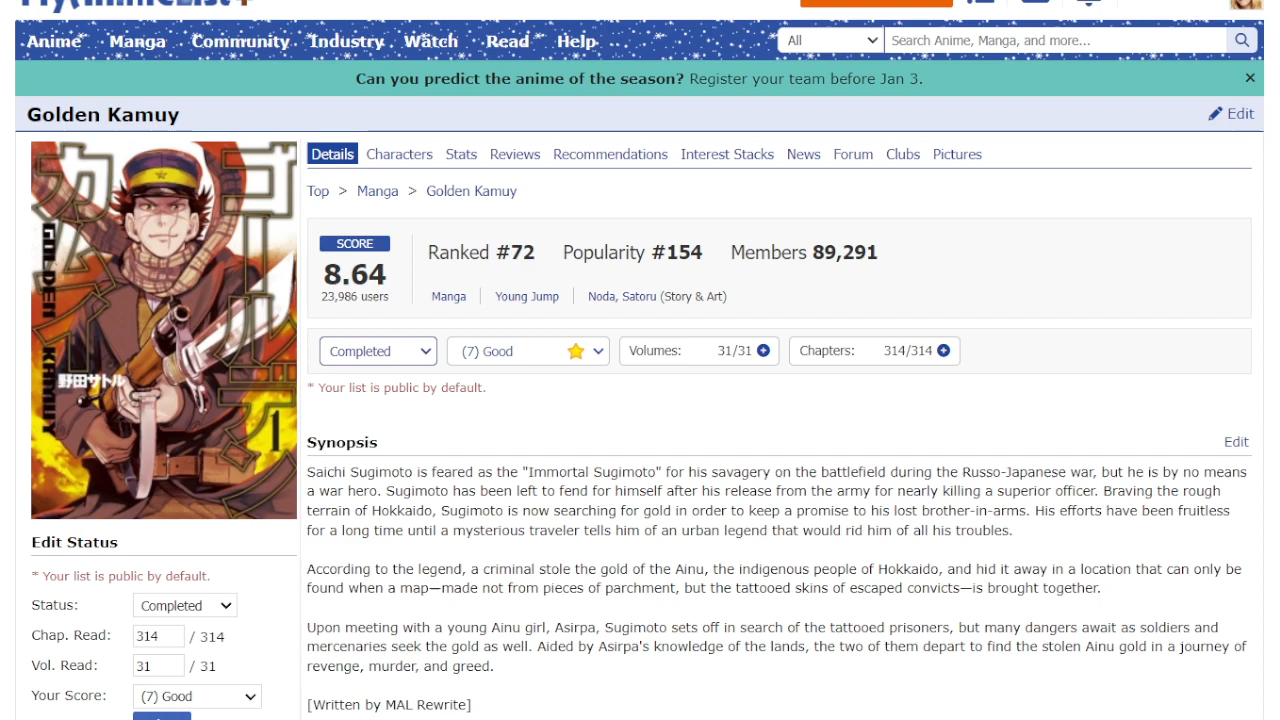 MyAnimeList
Anime Manga Community Industry Watch Read Help All Search Anime, Manga, and more...
Can you predict the anime of the season? Register your team before Jan 3. ×
Golden Kamuy Edit
Details Characters Stats Reviews Recommendations Interest Stacks News Forum Clubs Pictures
Top > Manga > Golden Kamuy
SCORE
8.64
23,986 users
Ranked #72 Popularity #154 Members 89,291
Manga Young Jump Noda, Satoru (Story & Art)
Completed (7) Good Volumes: 31/31 Chapters: 314/314
* Your list is public by default.
Synopsis Edit
Saichi Sugimoto is feared as the "Immortal Sugimoto" for his savagery on the battlefield during the Russo-Japanese war, but he is by no means
a war hero. Sugimoto has been left to fend for himself after his release from the army for nearly killing a superior officer. Braving the rough
terrain of Hokkaido, Sugimoto is now searching for gold in order to keep a promise to his lost brother-in-arms. His efforts have been fruitless
for a long time until a mysterious traveler tells him of an urban legend that would rid him of all his troubles.
According to the legend, a criminal stole the gold of the Ainu, the indigenous people of Hokkaido, and hid it away in a location that can only be
found when a map—made not from pieces of parchment, but the tattooed skins of escaped convicts—is brought together.
Upon meeting with a young Ainu girl, Asirpa, Sugimoto sets off in search of the tattooed prisoners, but many dangers await as soldiers and
mercenaries seek the gold as well. Aided by Asirpa's knowledge of the lands, the two of them depart to find the stolen Ainu gold in a journey of
revenge, murder, and greed.
[Written by MAL Rewrite]
ゴールデン
カムイ
GOLDEN KAMUY
野田サトル
1
Edit Status
* Your list is public by default.
Status: Completed
Chap. Read: 314 / 314
Vol. Read: 31 / 31
Your Score: (7) Good